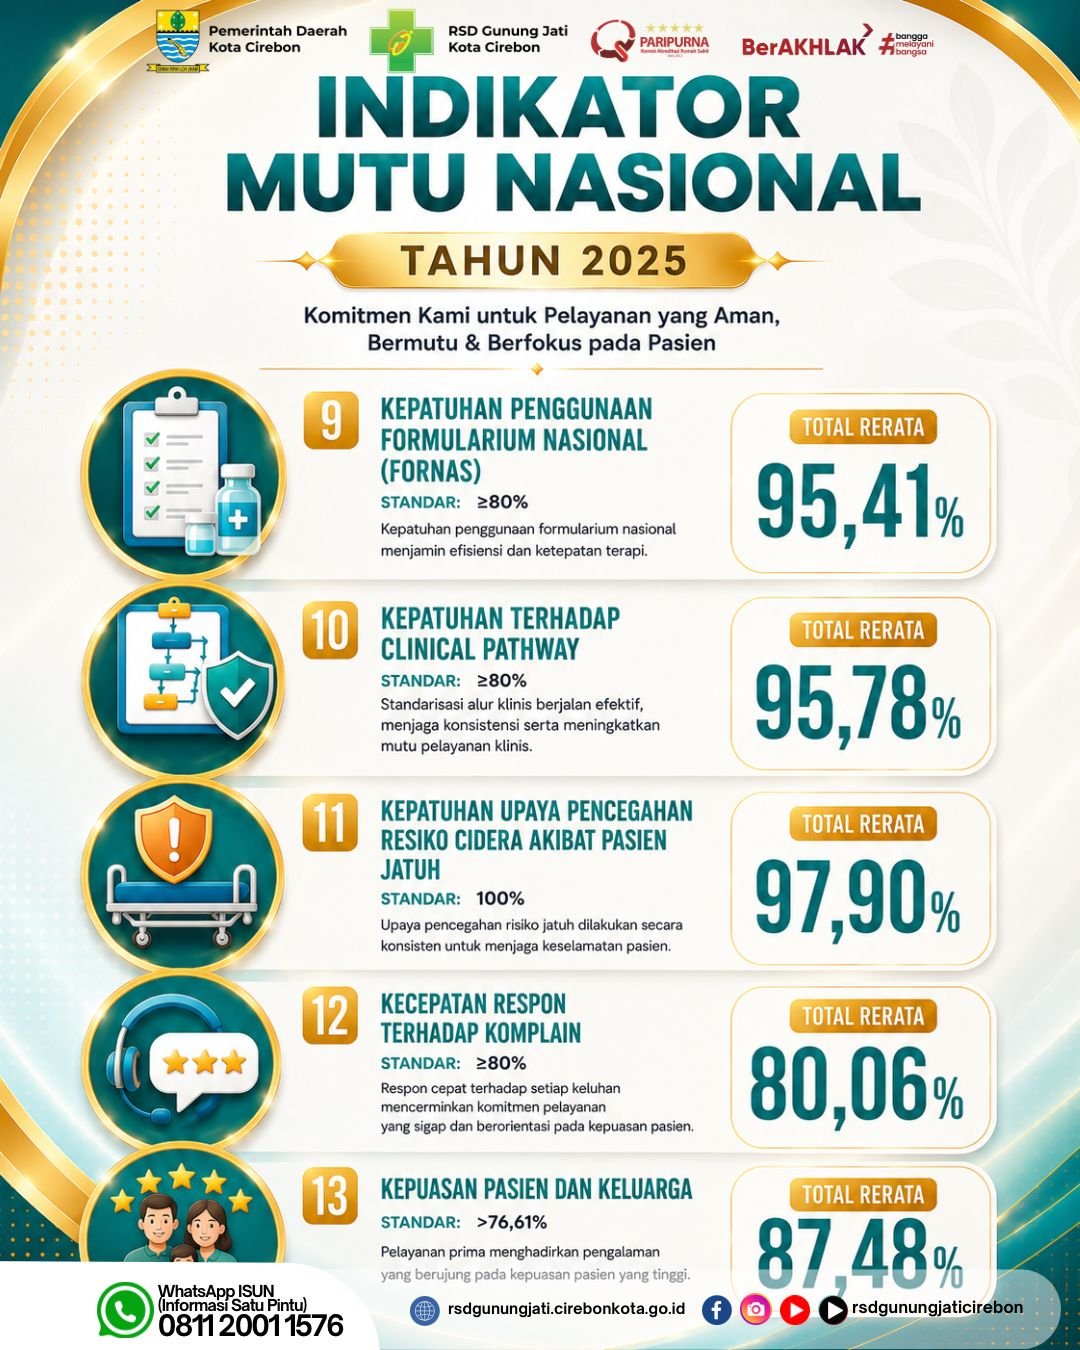 Pemerintah Daerah
Kota Cirebon
RSD Gunung Jati
Kota Cirebon
PARIPURNA
Komisi Akreditasi Rumah Sakit
BerAKHLAK
#bangga
melayani
bangsa
INDIKATOR
MUTU NASIONAL
TAHUN 2025
Komitmen Kami untuk Pelayanan yang Aman,
Bermutu & Berfokus pada Pasien
9
KEPATUHAN PENGGUNAAN
FORMULARIUM NASIONAL
(FORNAS)
STANDAR: ≥80%
Kepatuhan penggunaan formularium nasional
menjamin efisiensi dan ketepatan terapi.
TOTAL RERATA
95,41%
10
KEPATUHAN TERHADAP
CLINICAL PATHWAY
STANDAR: ≥80%
Standarisasi alur klinis berjalan efektif,
menjaga konsistensi serta meningkatkan
mutu pelayanan klinis.
TOTAL RERATA
95,78%
11
KEPATUHAN UPAYA PENCEGAHAN
RESIKO CIDERA AKIBAT PASIEN
JATUH
STANDAR: 100%
Upaya pencegahan risiko jatuh dilakukan secara
konsisten untuk menjaga keselamatan pasien.
TOTAL RERATA
97,90%
12
KECEPATAN RESPON
TERHADAP KOMPLAIN
STANDAR: ≥80%
Respon cepat terhadap setiap keluhan
mencerminkan komitmen pelayanan
yang sigap dan berorientasi pada kepuasan pasien.
TOTAL RERATA
80,06%
13
KEPUASAN PASIEN DAN KELUARGA
STANDAR: >76,61%
Pelayanan prima menghadirkan pengalaman
yang berujung pada kepuasan pasien yang tinggi.
TOTAL RERATA
87,48%
WhatsApp ISUN
(Informasi Satu Pintu)
0811 2001 1576
rsdgunungjati.cirebonkota.go.id
rsdgunungjaticirebon